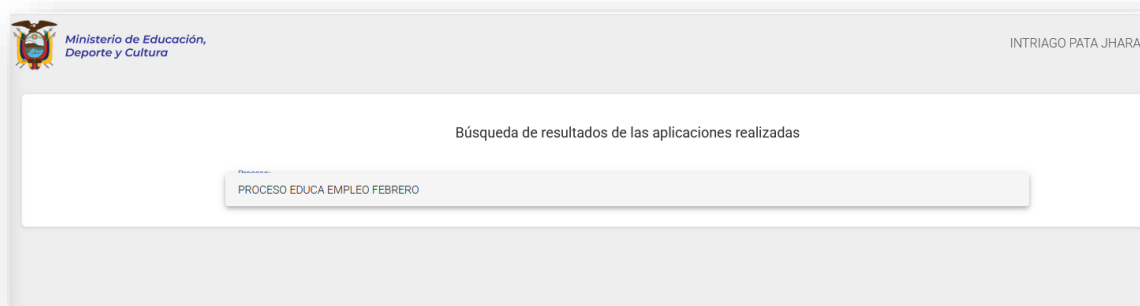 Ministerio de Educación,
Deporte y Cultura
INTRIAGO PATA JHARA
Búsqueda de resultados de las aplicaciones realizadas
PROCESO EDUCA EMPLEO FEBRERO